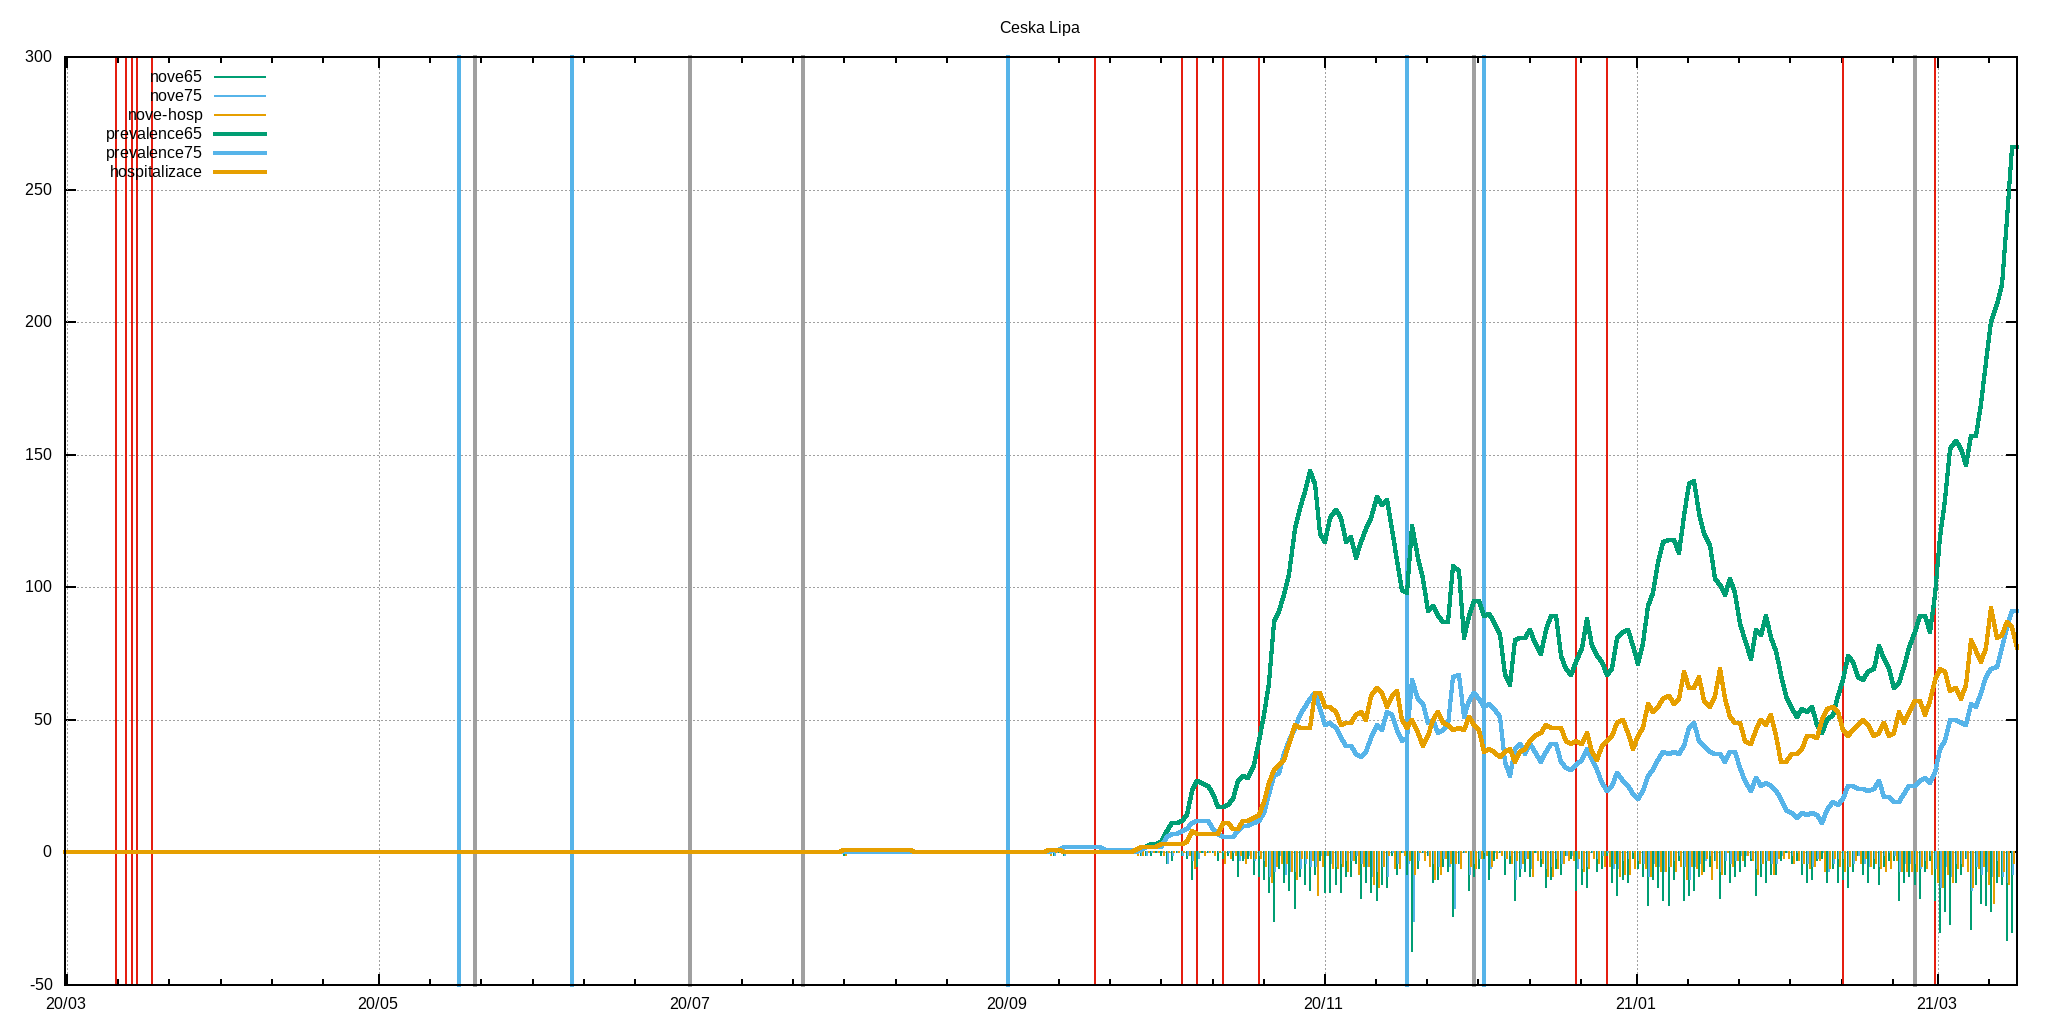 Ceska Lipa
300
250
200
150
100
50
0
-50
nove65
nove75
nove-hosp
prevalence65
prevalence75
hospitalizace
20/03 20/05 20/07 20/09 20/11 21/01 21/03